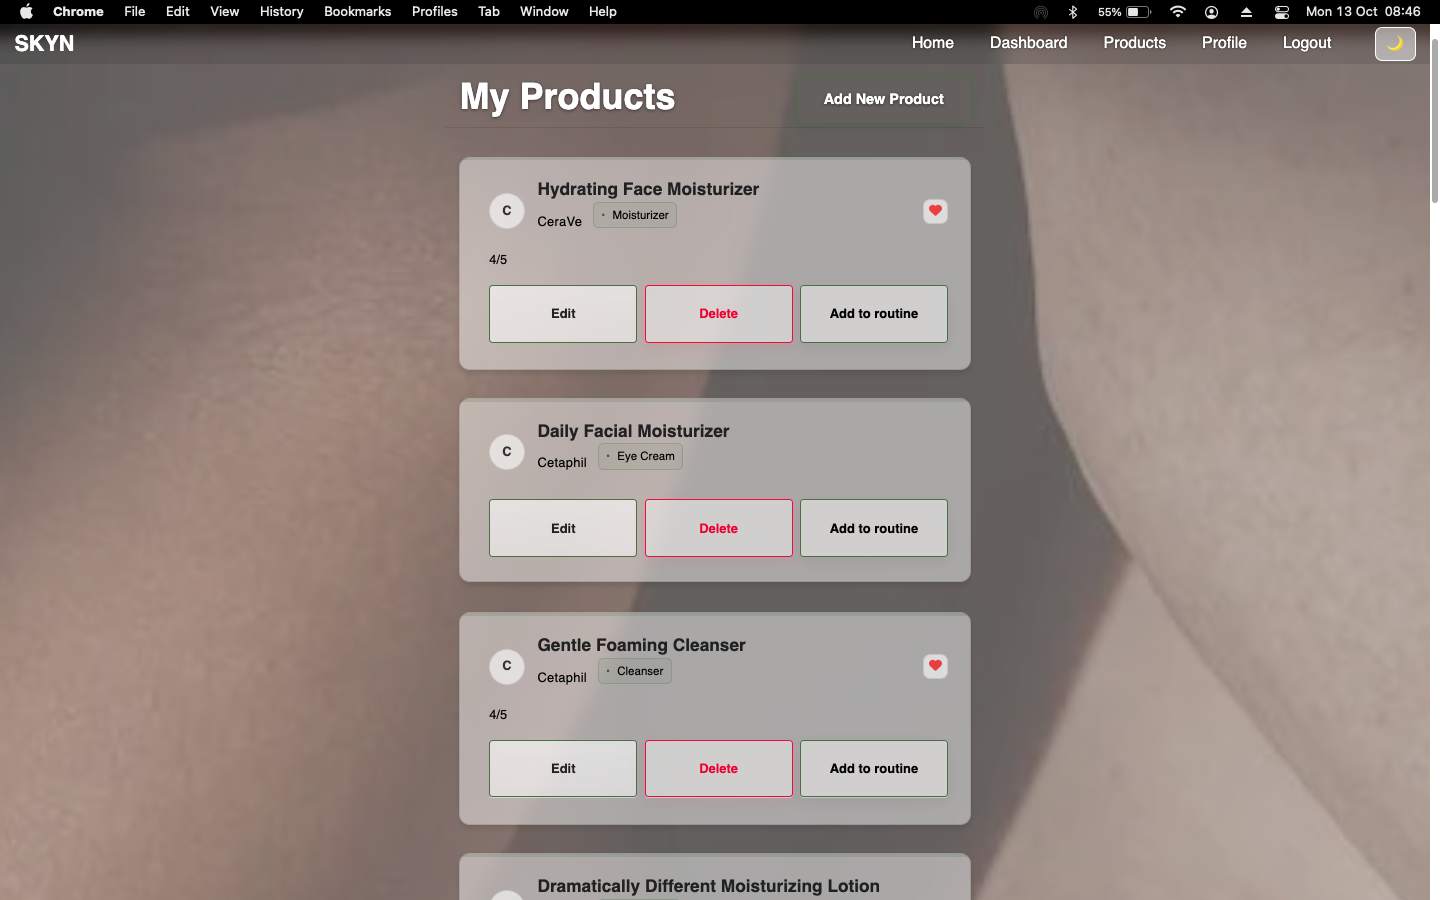 Chrome File Edit View History Bookmarks Profiles Tab Window Help 55% Mon 13 Oct 08:46
SKYN Home Dashboard Products Profile Logout
My Products Add New Product
Hydrating Face Moisturizer
C
CeraVe • Moisturizer
4/5
Edit Delete Add to routine
Daily Facial Moisturizer
C
Cetaphil • Eye Cream
Edit Delete Add to routine
Gentle Foaming Cleanser
C
Cetaphil • Cleanser
4/5
Edit Delete Add to routine
Dramatically Different Moisturizing Lotion